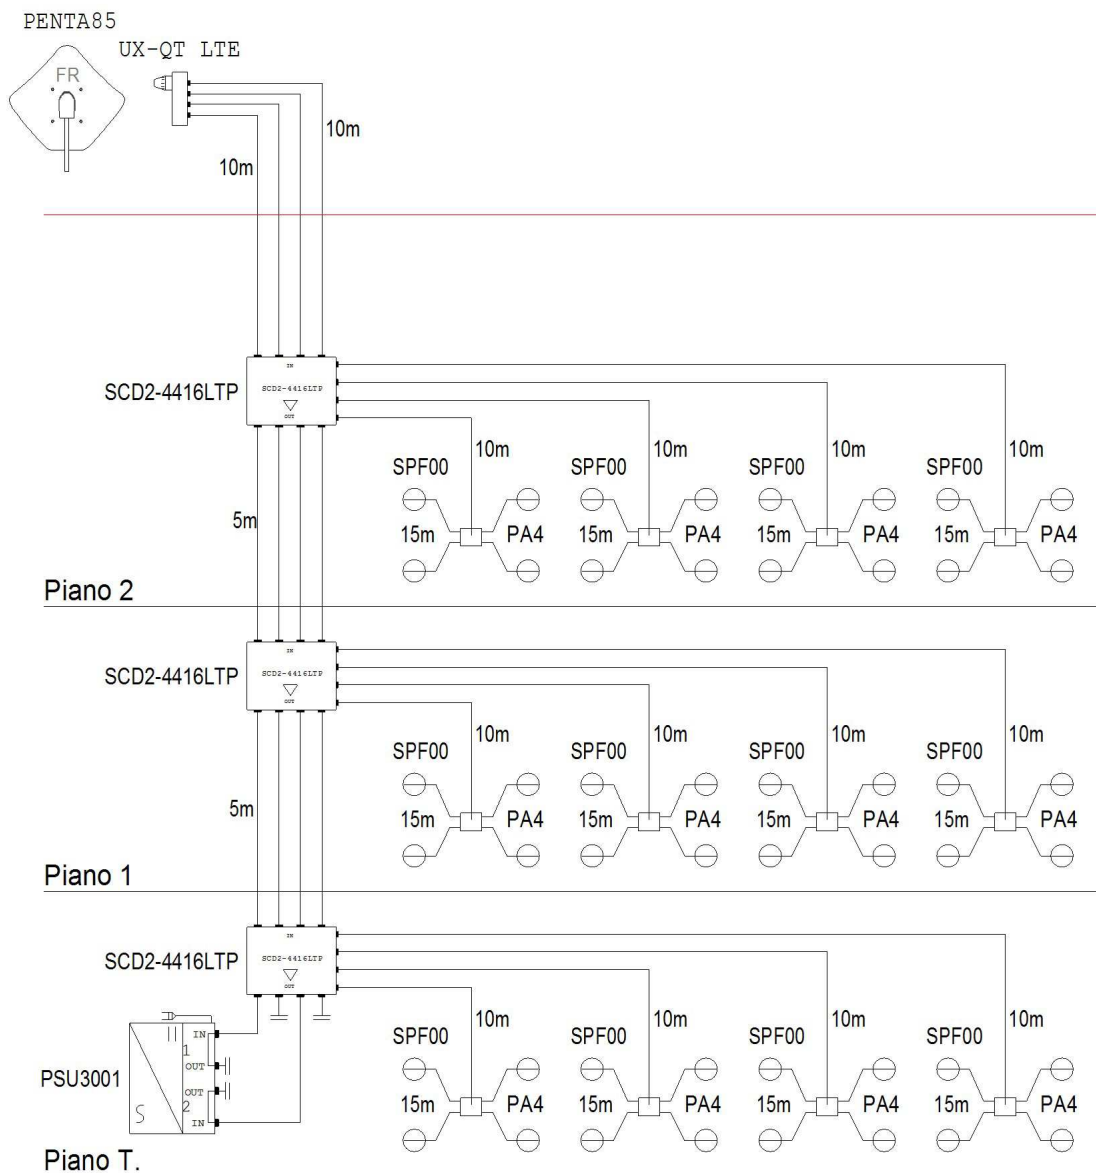 PENTA85
UX-QT LTE
FR
10m
10m
IN
SCD2-4416LTP
SCD2-4416LTP
OUT
10m
10m
10m
10m
SPF00
SPF00
SPF00
SPF00
5m
15m
PA4
15m
PA4
15m
PA4
15m
PA4
Piano 2
IN
SCD2-4416LTP
SCD2-4416LTP
OUT
10m
10m
10m
10m
SPF00
SPF00
SPF00
SPF00
5m
15m
PA4
15m
PA4
15m
PA4
15m
PA4
Piano 1
IN
SCD2-4416LTP
SCD2-4416LTP
OUT
10m
10m
10m
10m
SPF00
SPF00
SPF00
SPF00
IN
1
OUT
PSU3001
OUT
2
S
IN
15m
PA4
15m
PA4
15m
PA4
15m
PA4
Piano T.